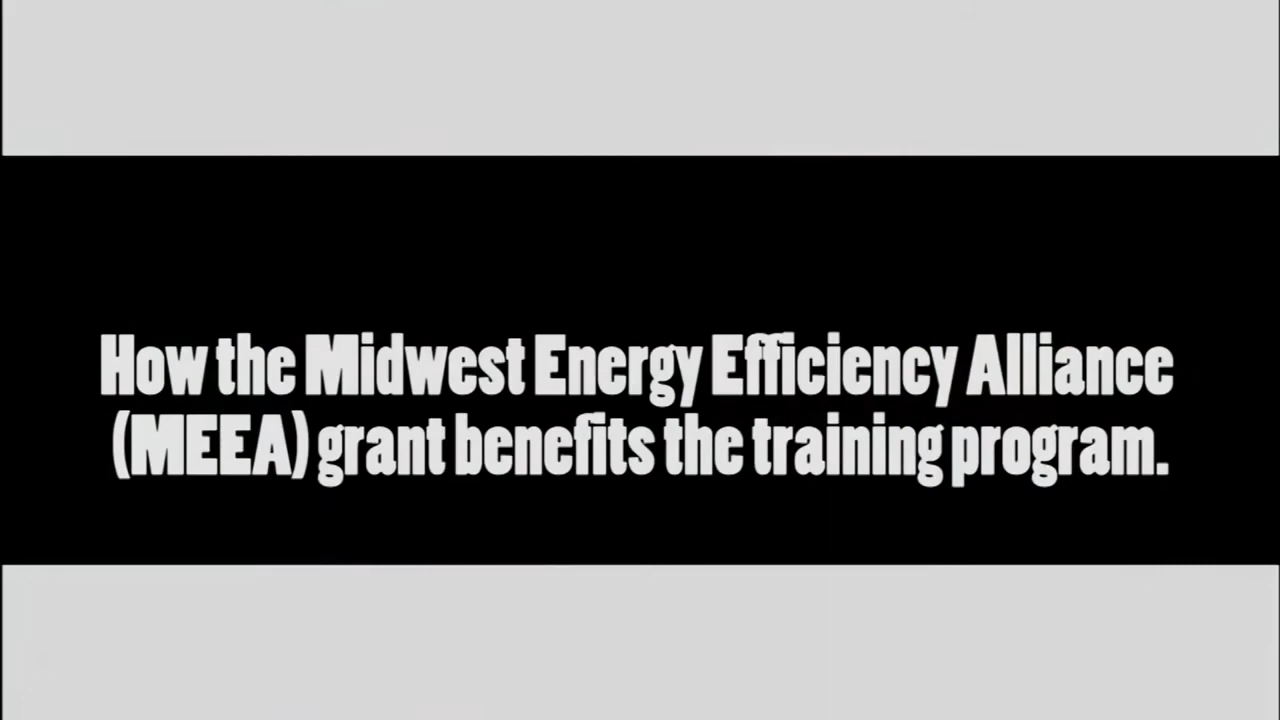 How the Midwest Energy Efficiency Alliance
(MEEA) grant benefits the training program.